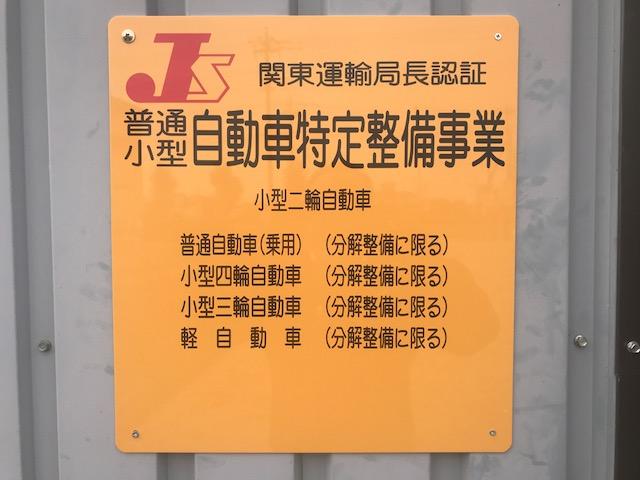 JS 関東運輸局長認証
普通
小型 自動車特定整備事業
小型二輪自動車
普通自動車(乗用) (分解整備に限る)
小型四輪自動車 (分解整備に限る)
小型三輪自動車 (分解整備に限る)
軽自動車 (分解整備に限る)